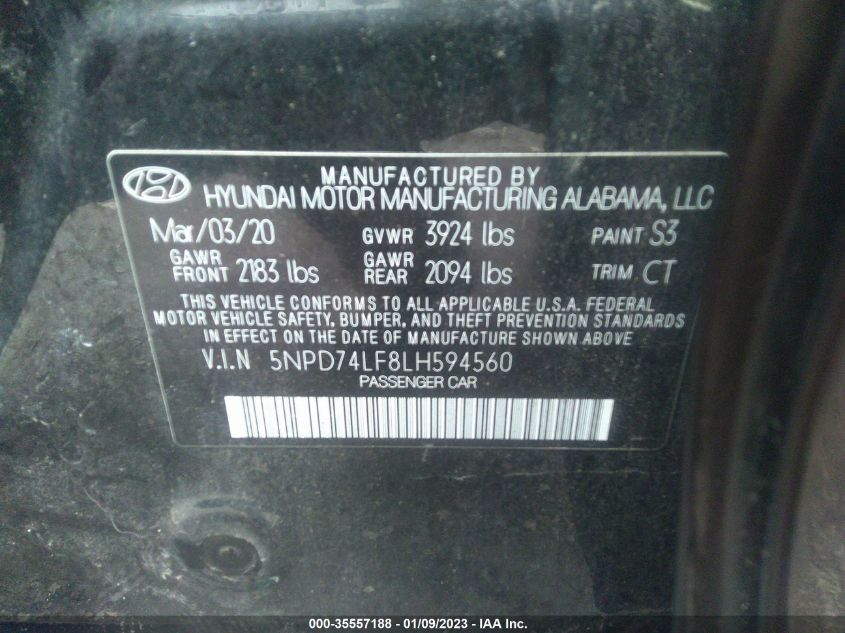 MANUFACTURED BY
HYUNDAI MOTOR MANUFACTURING ALABAMA, LLC
Mar/03/20 GVWR 3924 lbs PAINT S3
GAWR FRONT 2183 lbs GAWR REAR 2094 lbs TRIM CT
THIS VEHICLE CONFORMS TO ALL APPLICABLE U.S.A. FEDERAL
MOTOR VEHICLE SAFETY, BUMPER, AND THEFT PREVENTION STANDARDS
IN EFFECT ON THE DATE OF MANUFACTURE SHOWN ABOVE
V.I.N 5NPD74LF8LH594560
PASSENGER CAR
000-35557188 - 01/09/2023 - IAA Inc.